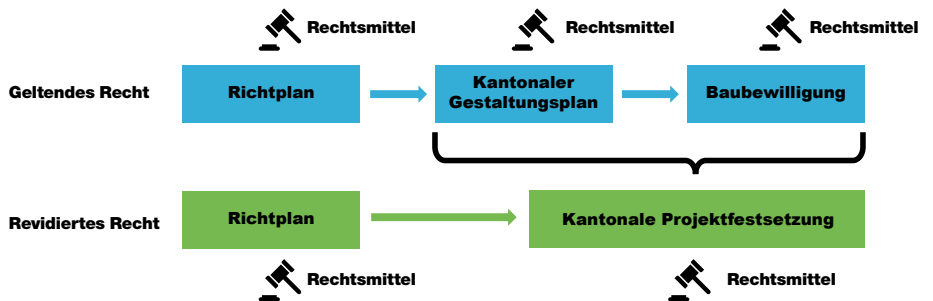 Rechtsmittel
Rechtsmittel
Rechtsmittel
Geltendes Recht
Richtplan
Kantonaler
Gestaltungsplan
Baubewilligung
Revidiertes Recht
Richtplan
Kantonale Projektfestsetzung
Rechtsmittel
Rechtsmittel